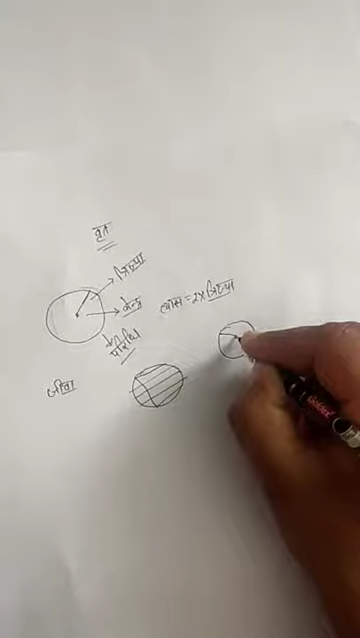 वृत
त्रिज्या
केन्द्र
व्यास = 2 x त्रिज्या
परिधि
जीवा